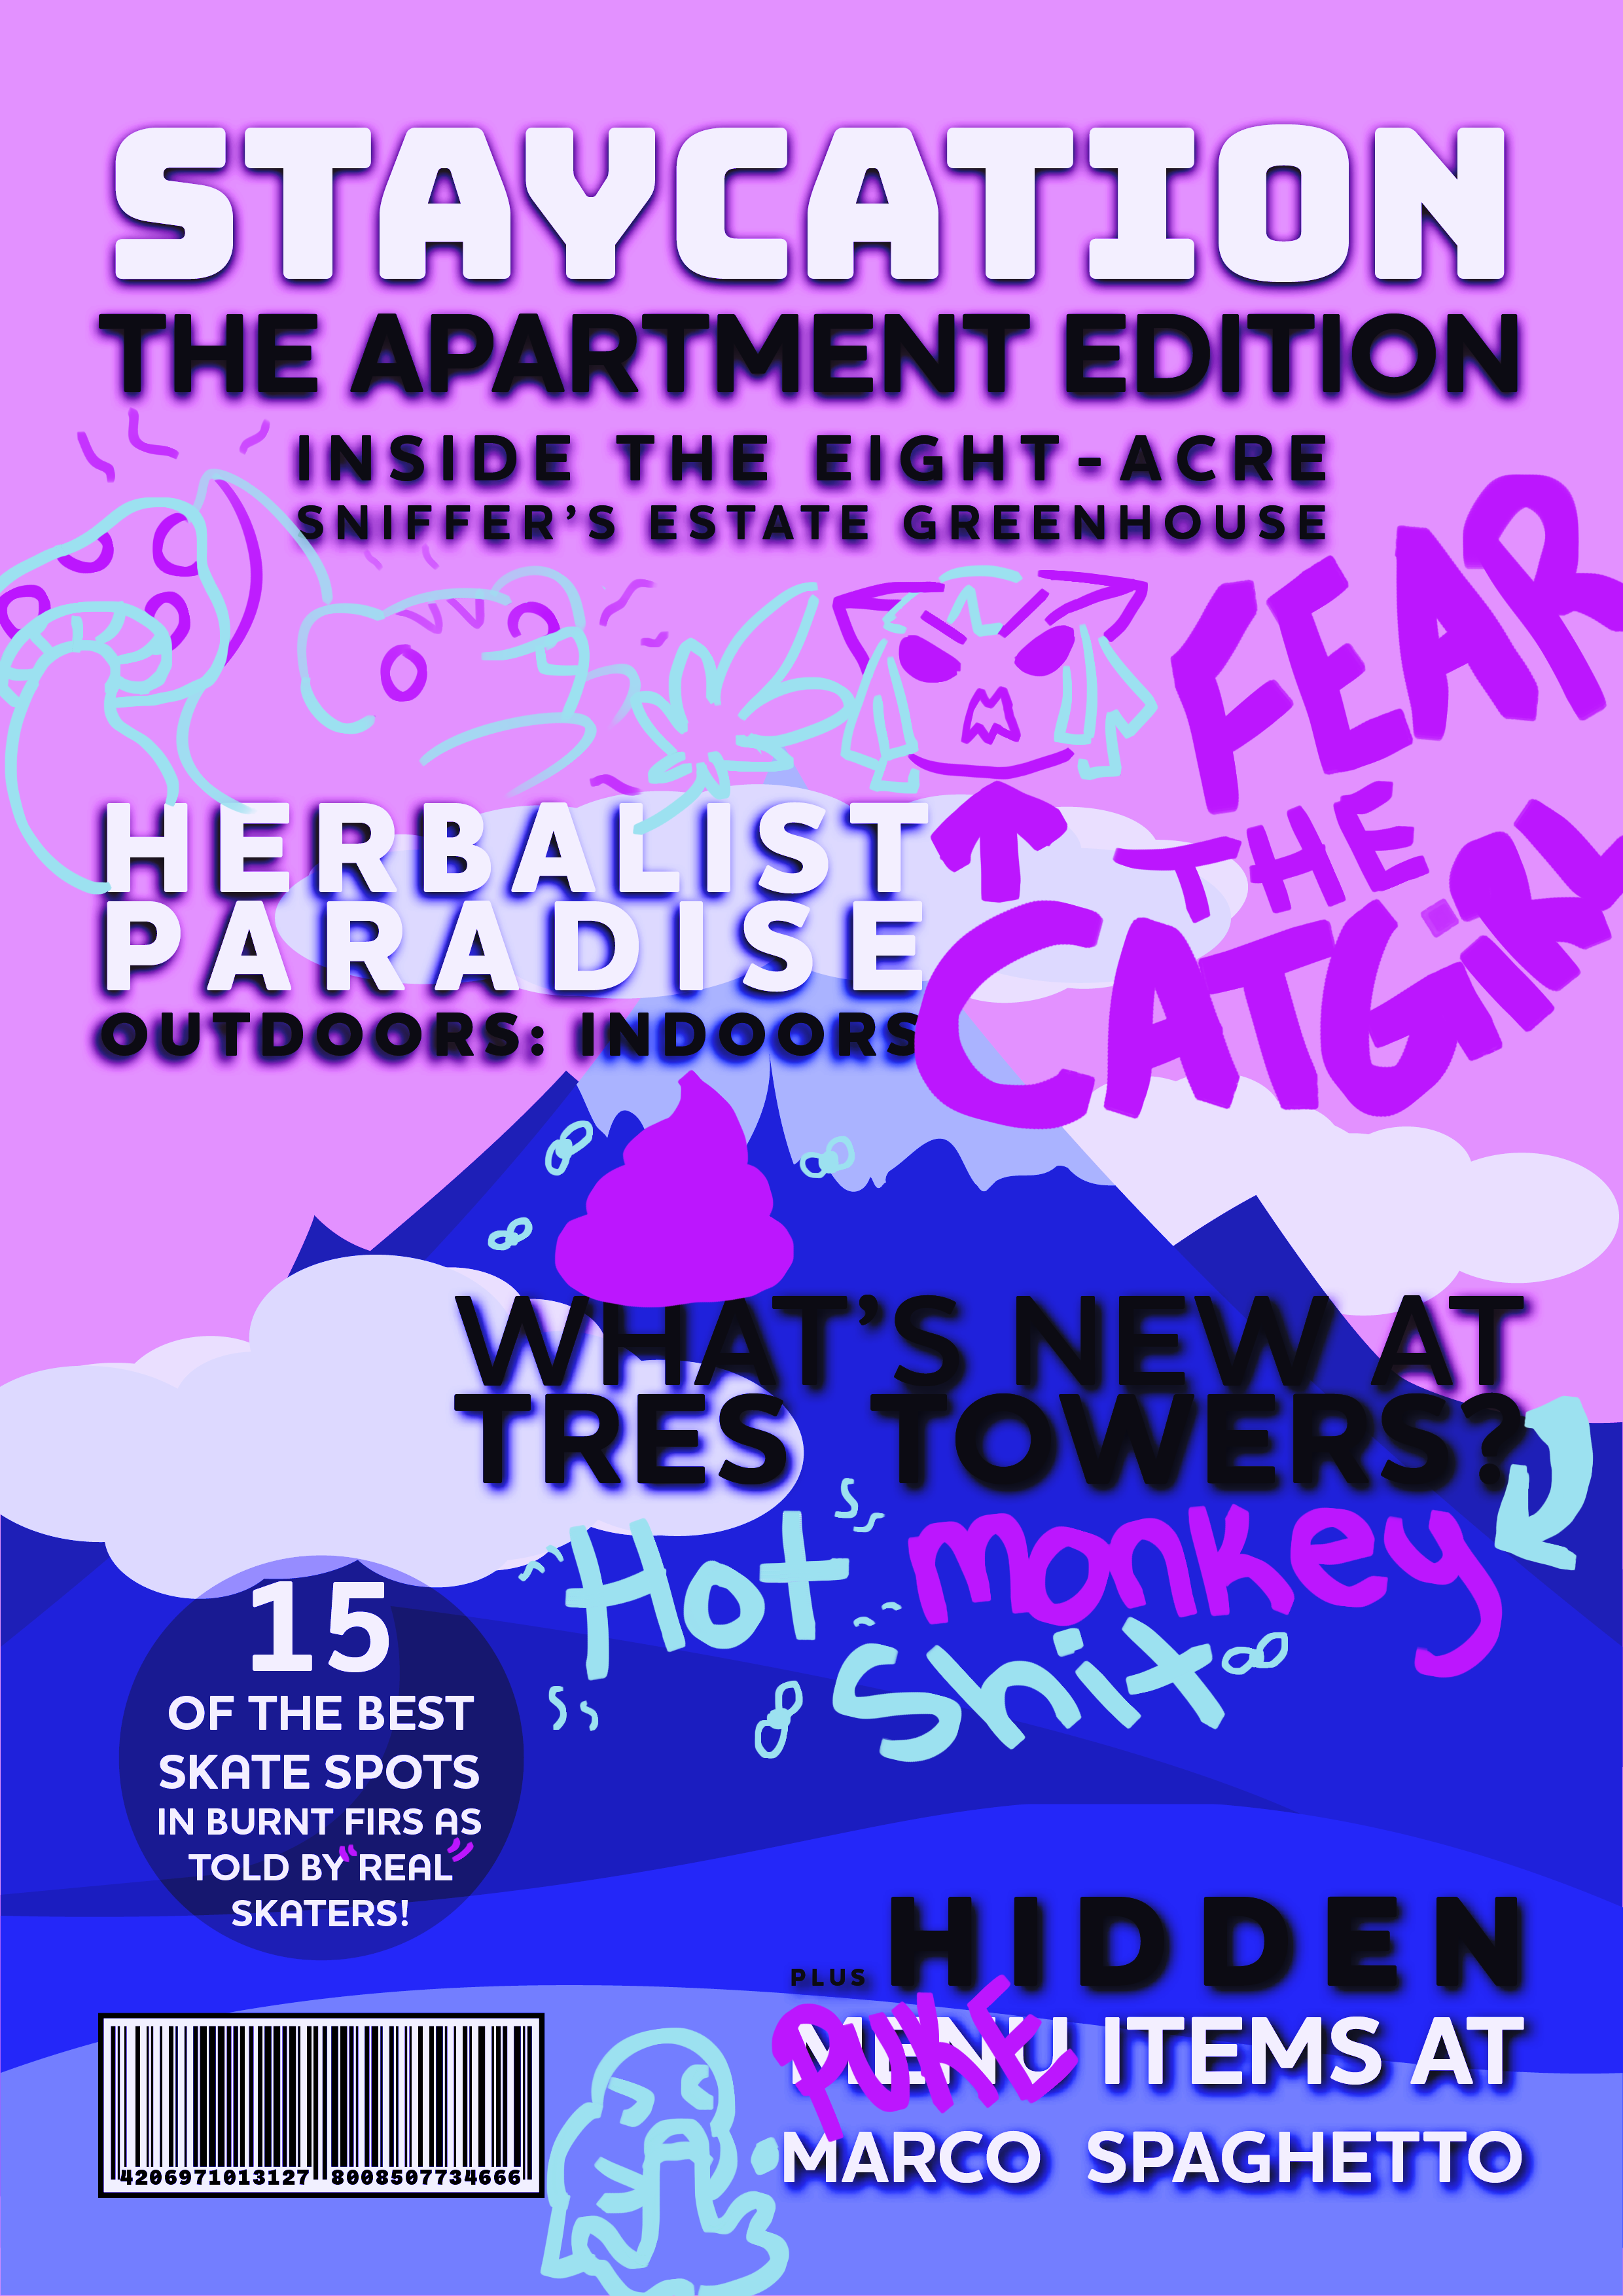 STAYCATION
THE APARTMENT EDITION
INSIDE THE EIGHT-ACRE
SNIFFER'S ESTATE GREENHOUSE
FEAR
THE
CATGIRL
HERBALIST
PARADISE
OUTDOORS: INDOORS
WHAT'S NEW AT
TRES TOWERS?
Hot monkey
Shit
15
OF THE BEST
SKATE SPOTS
IN BURNT FIRS AS
TOLD BY "REAL"
SKATERS!
PLUS HIDDEN
PUKE
MENU ITEMS AT
MARCO SPAGHETTO
4206971013127 8008507734666